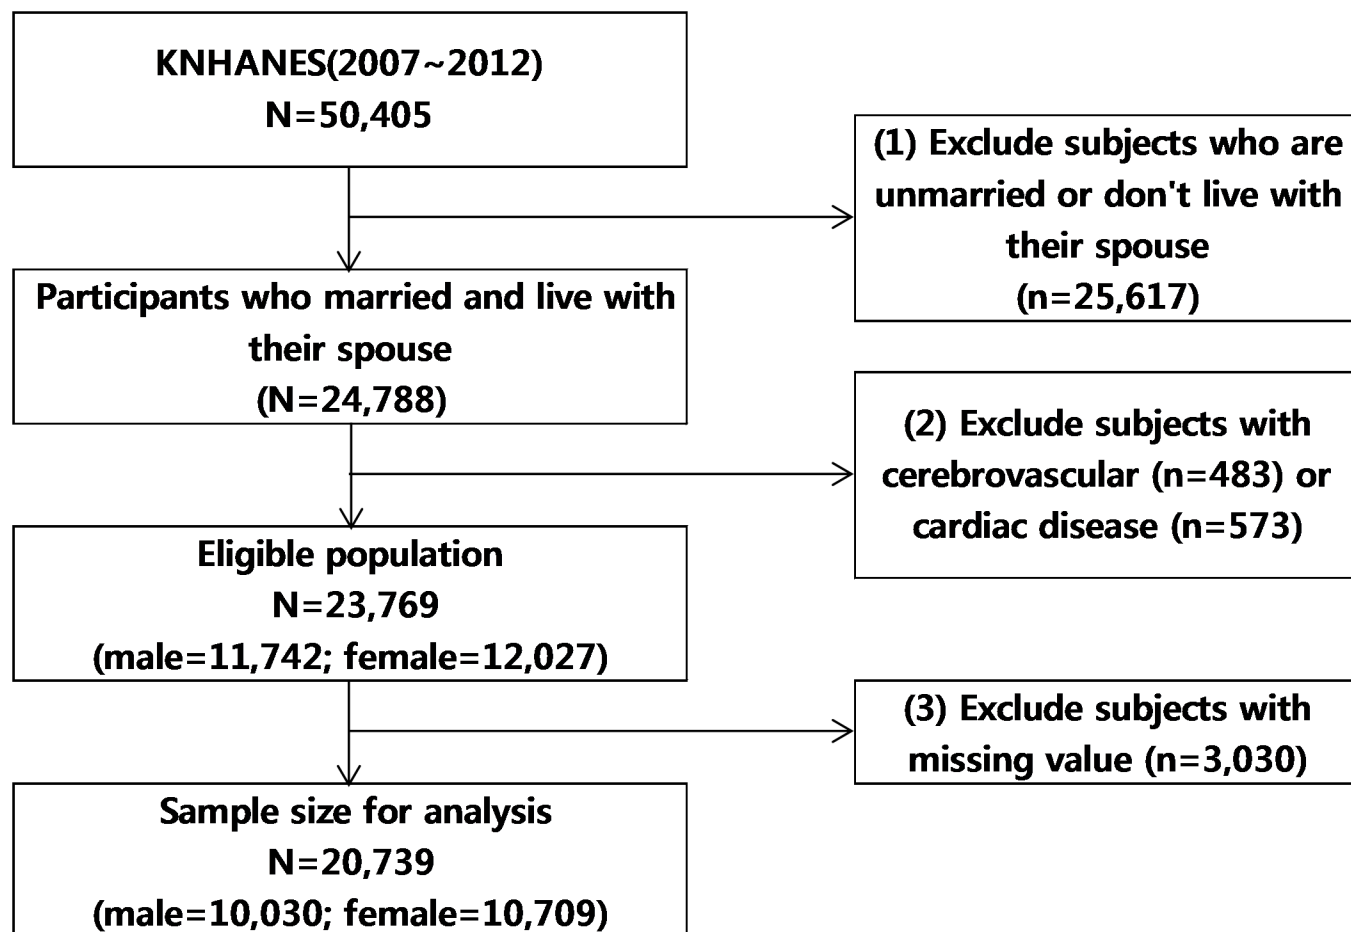 KNHANES(2007~2012)
N=50,405
(1) Exclude subjects who are
unmarried or don't live with
their spouse
(n=25,617)
Participants who married and live with
their spouse
(N=24,788)
(2) Exclude subjects with
cerebrovascular (n=483) or
cardiac disease (n=573)
Eligible population
N=23,769
(male=11,742; female=12,027)
(3) Exclude subjects with
missing value (n=3,030)
Sample size for analysis
N=20,739
(male=10,030; female=10,709)